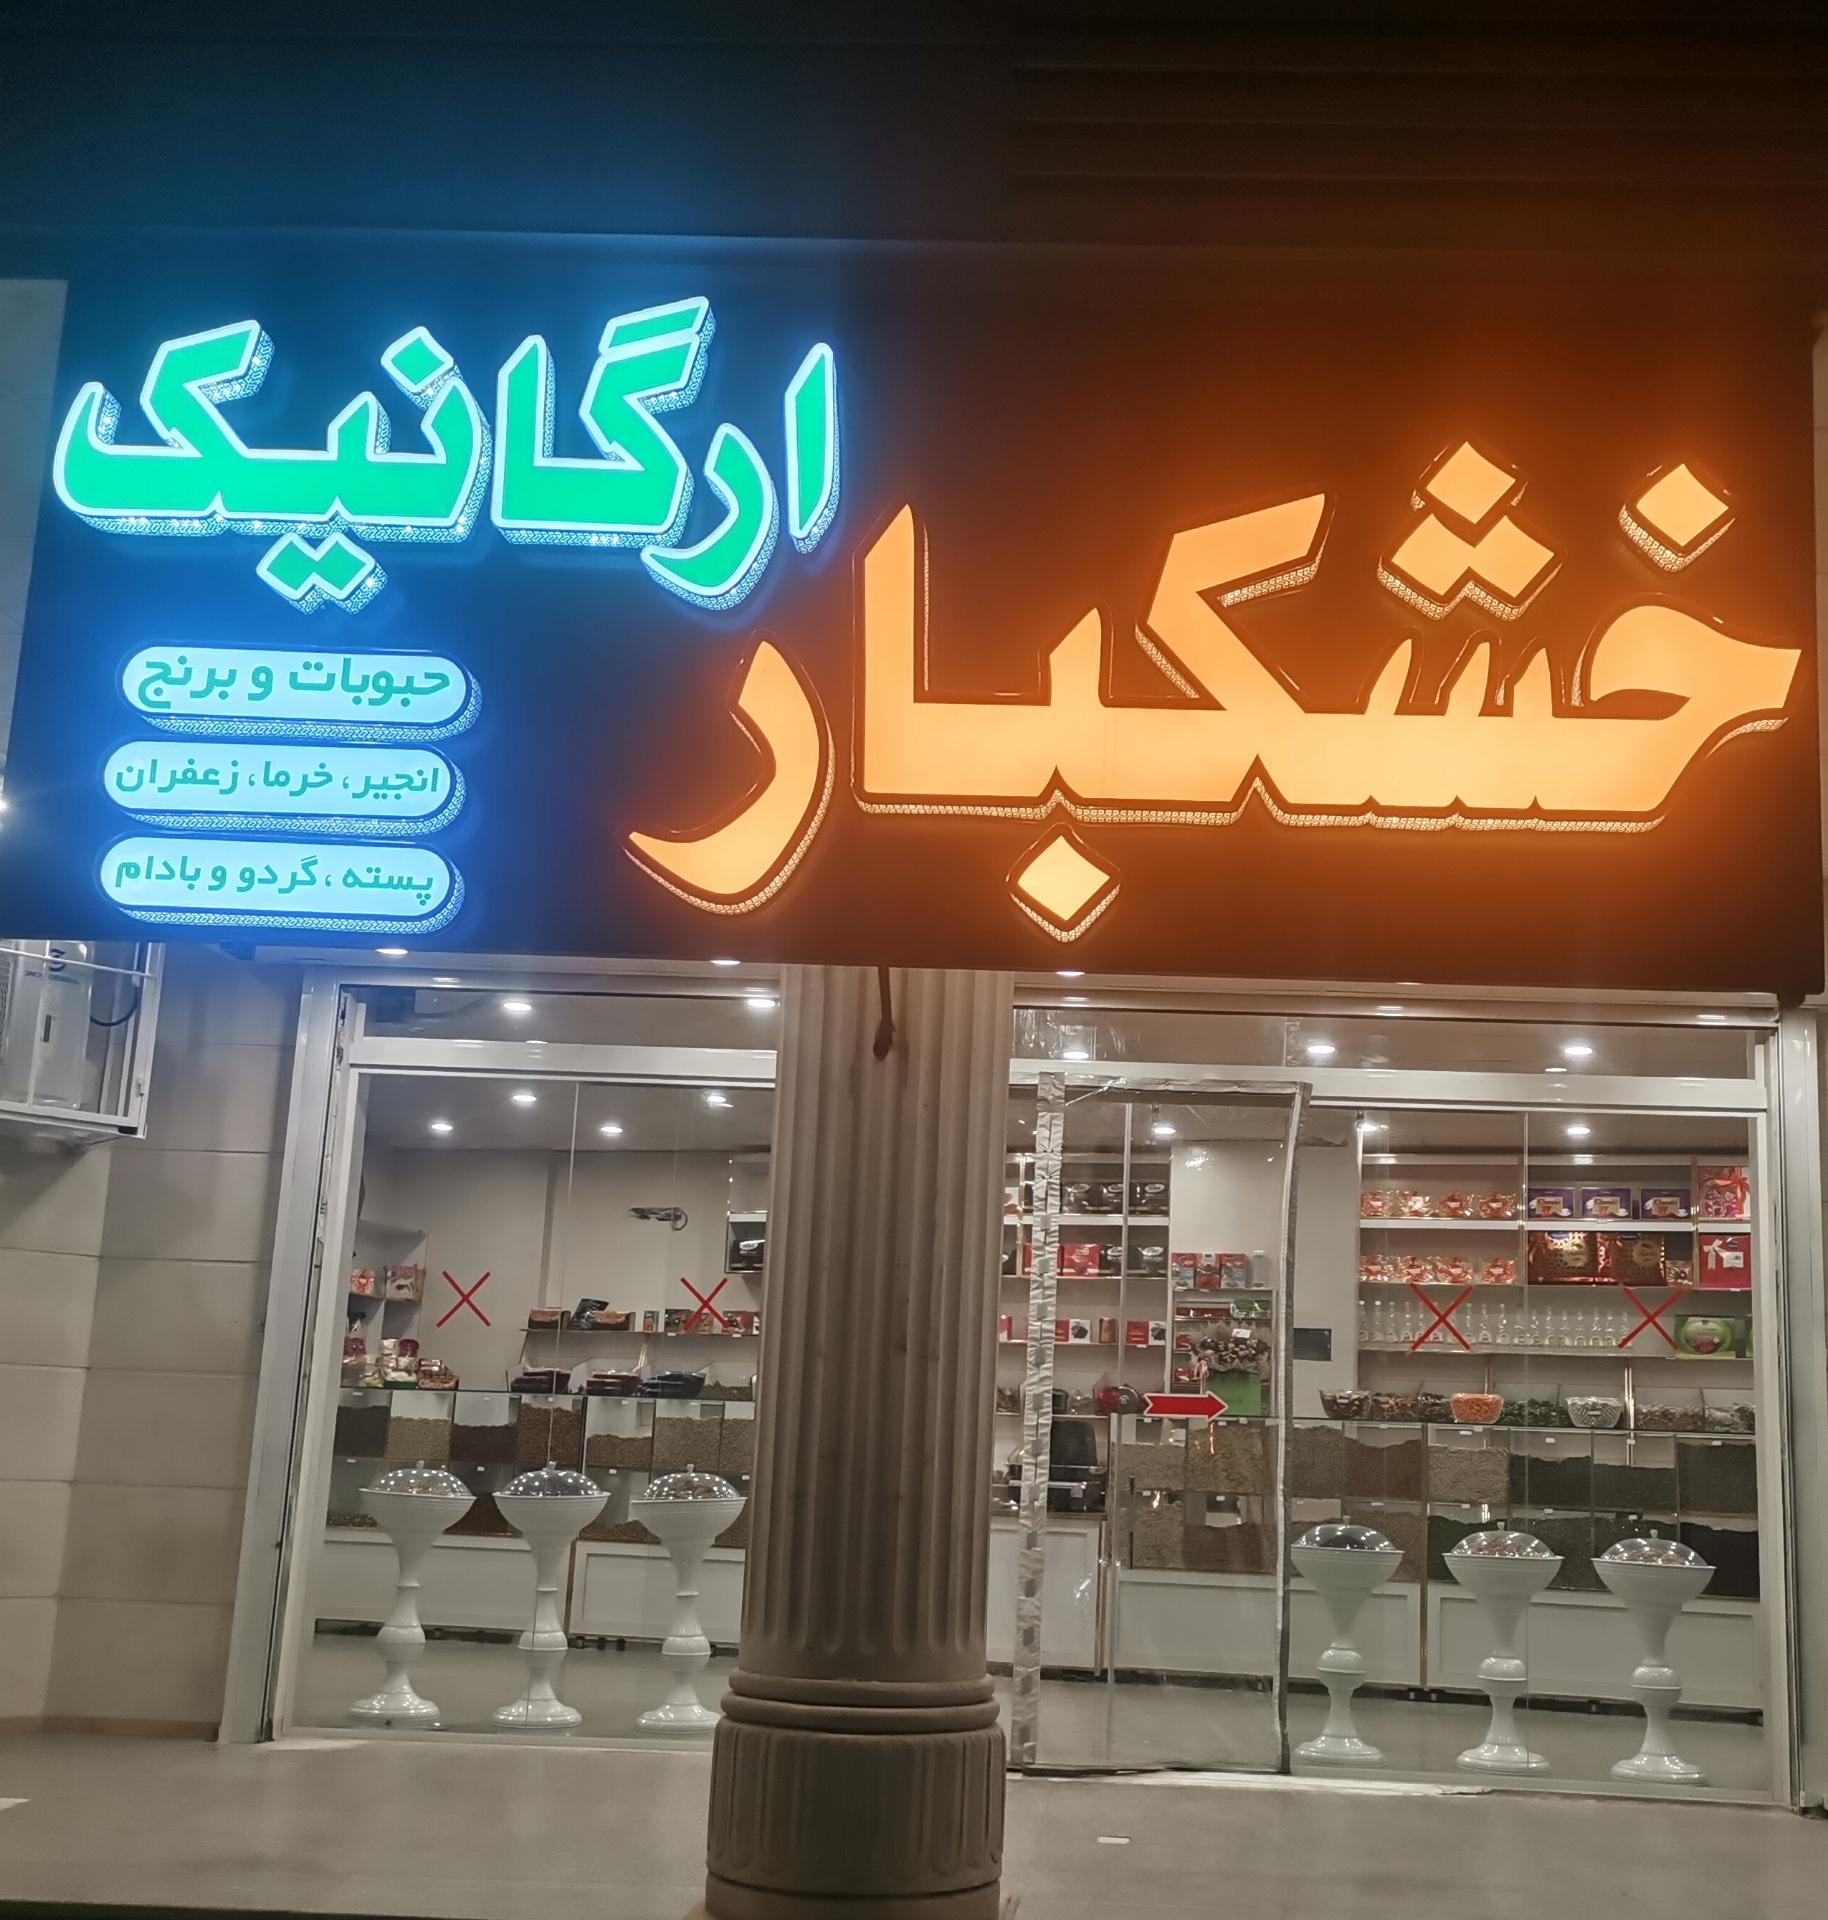 خشکبار
ارگانیک
حبوبات و برنج
انجیر، خرما، زعفران
پسته ، گردو و بادام